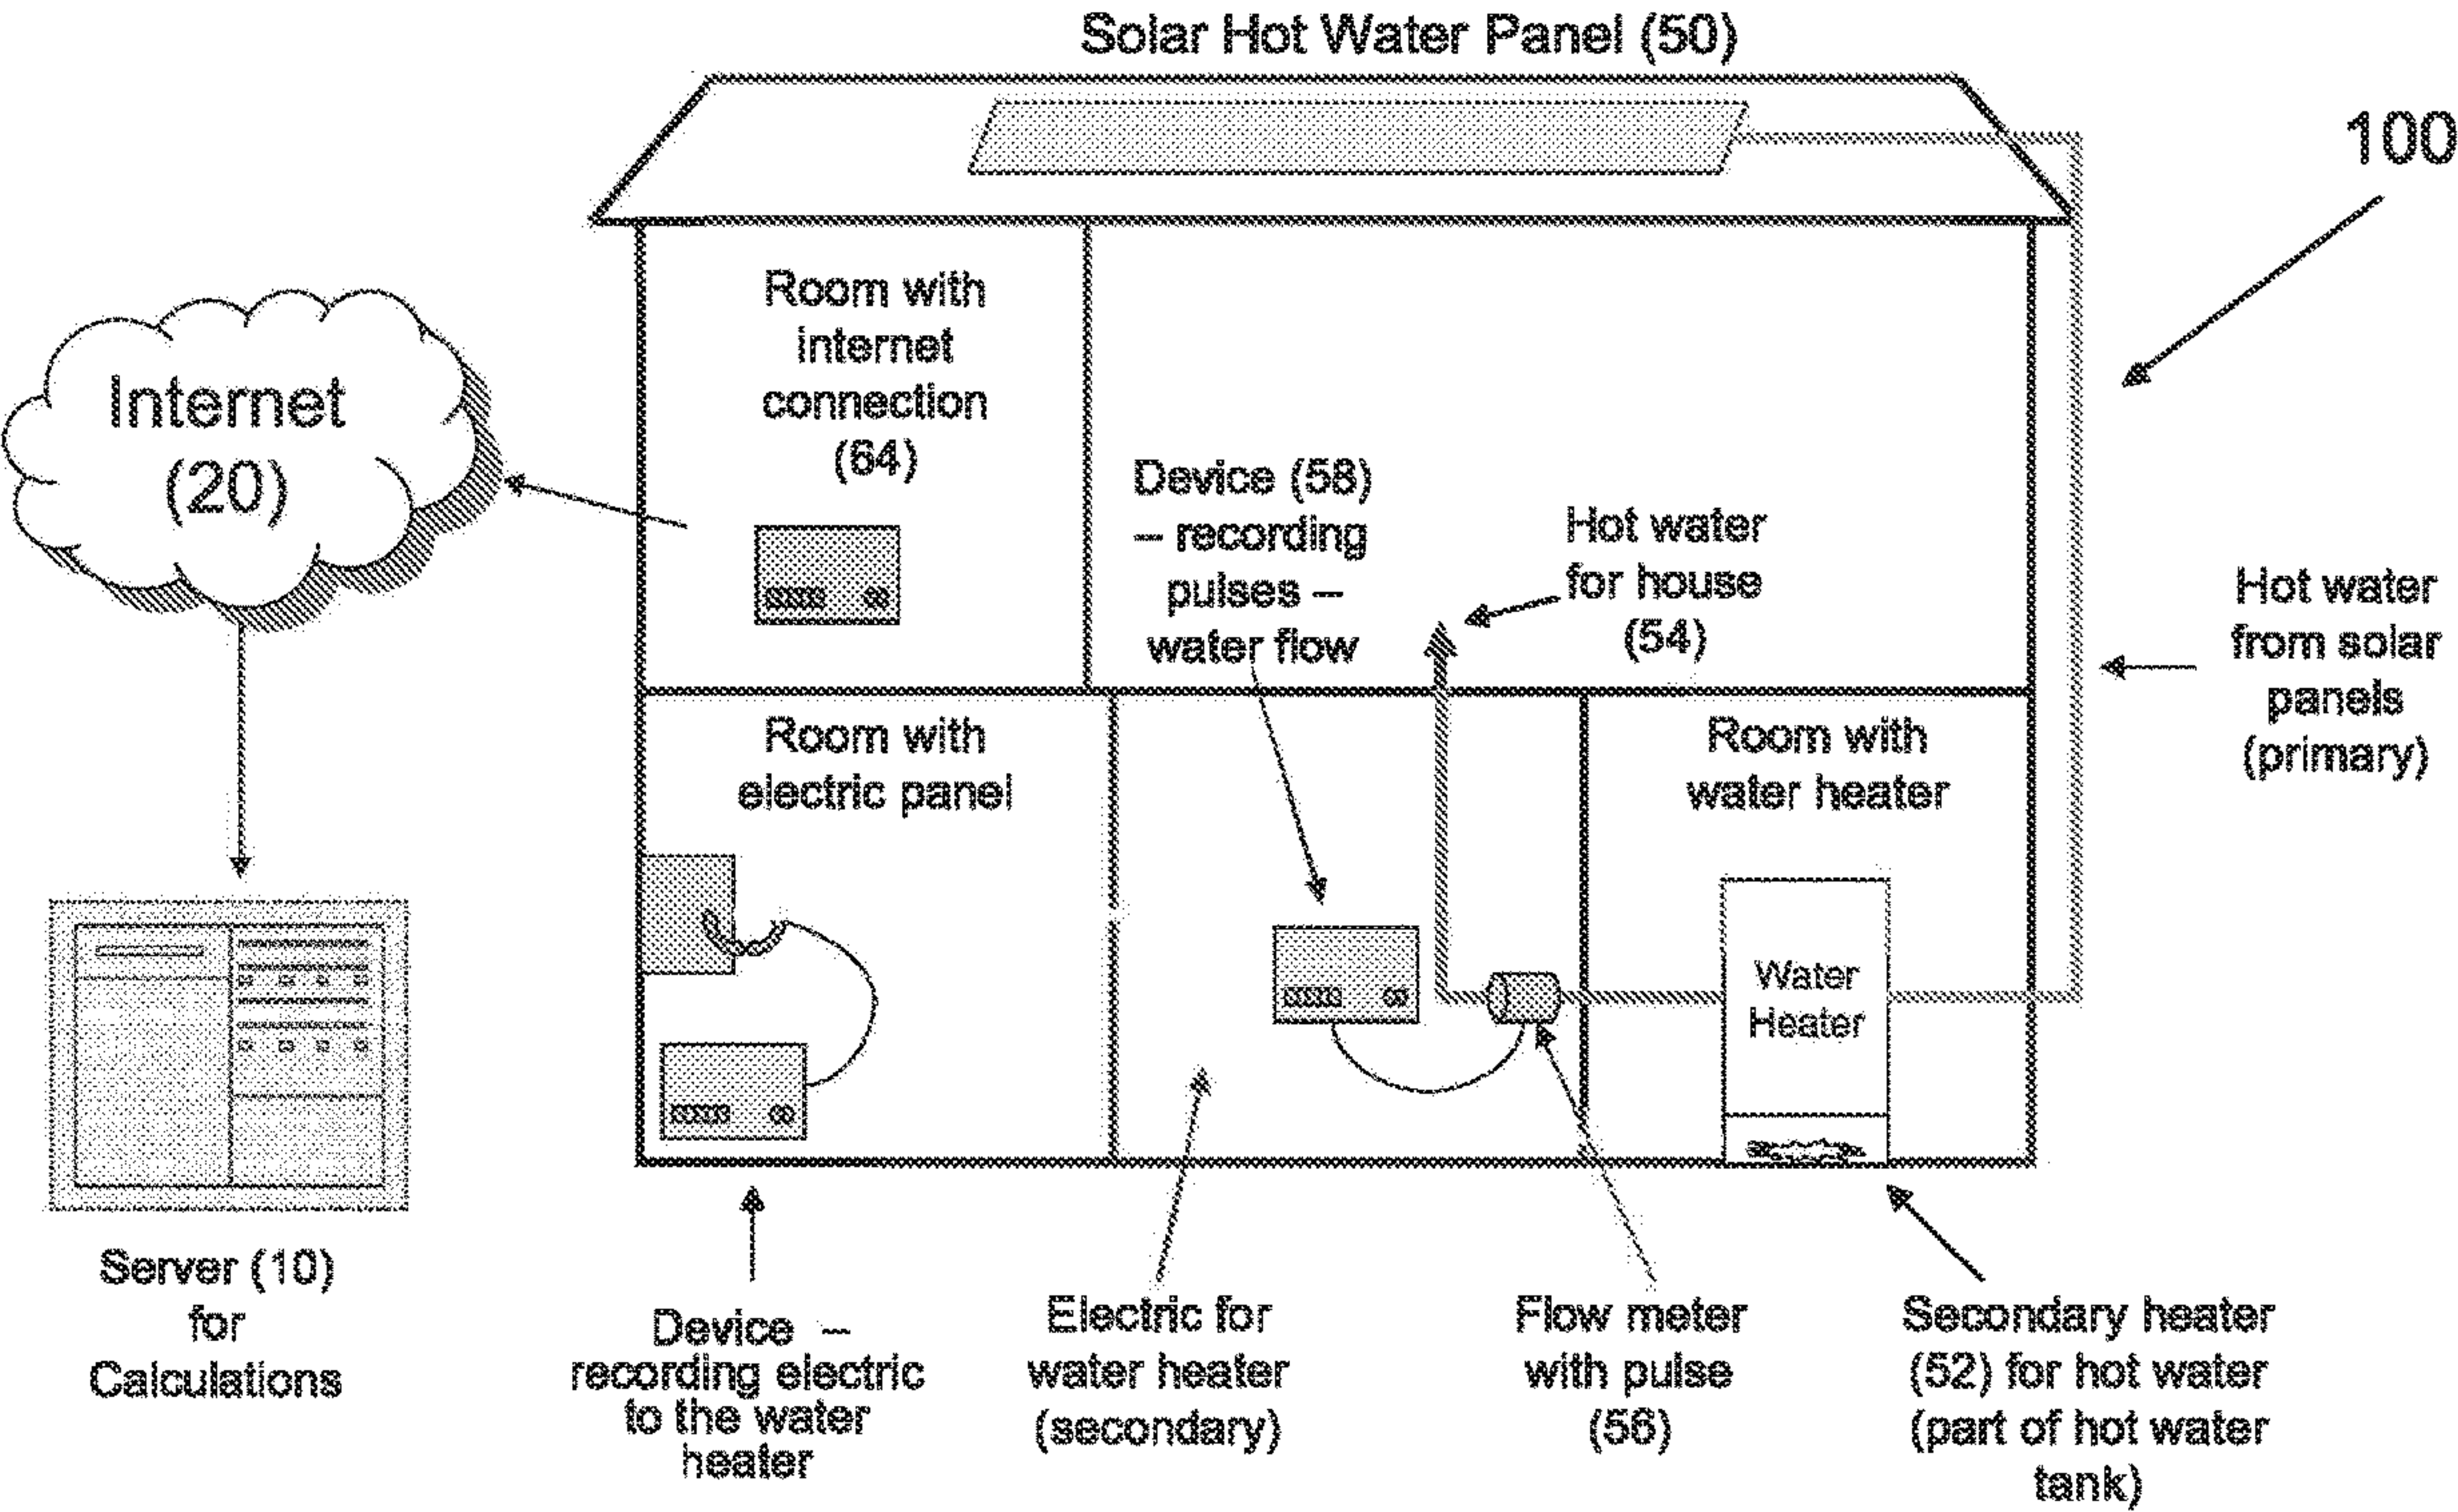 Solar Hot Water Panel (50)
100
Room with
internet
connection
(64)
Internet
(20)
Device (58)
– recording
pulses –
water flow
Hot water
for house
(54)
Hot water
from solar
panels
(primary)
Room with
electric panel
Room with
water heater
Water
Heater
Server (10)
for
Calculations
Device –
recording electric
to the water
heater
Electric for
water heater
(secondary)
Flow meter
with pulse
(56)
Secondary heater
(52) for hot water
(part of hot water
tank)